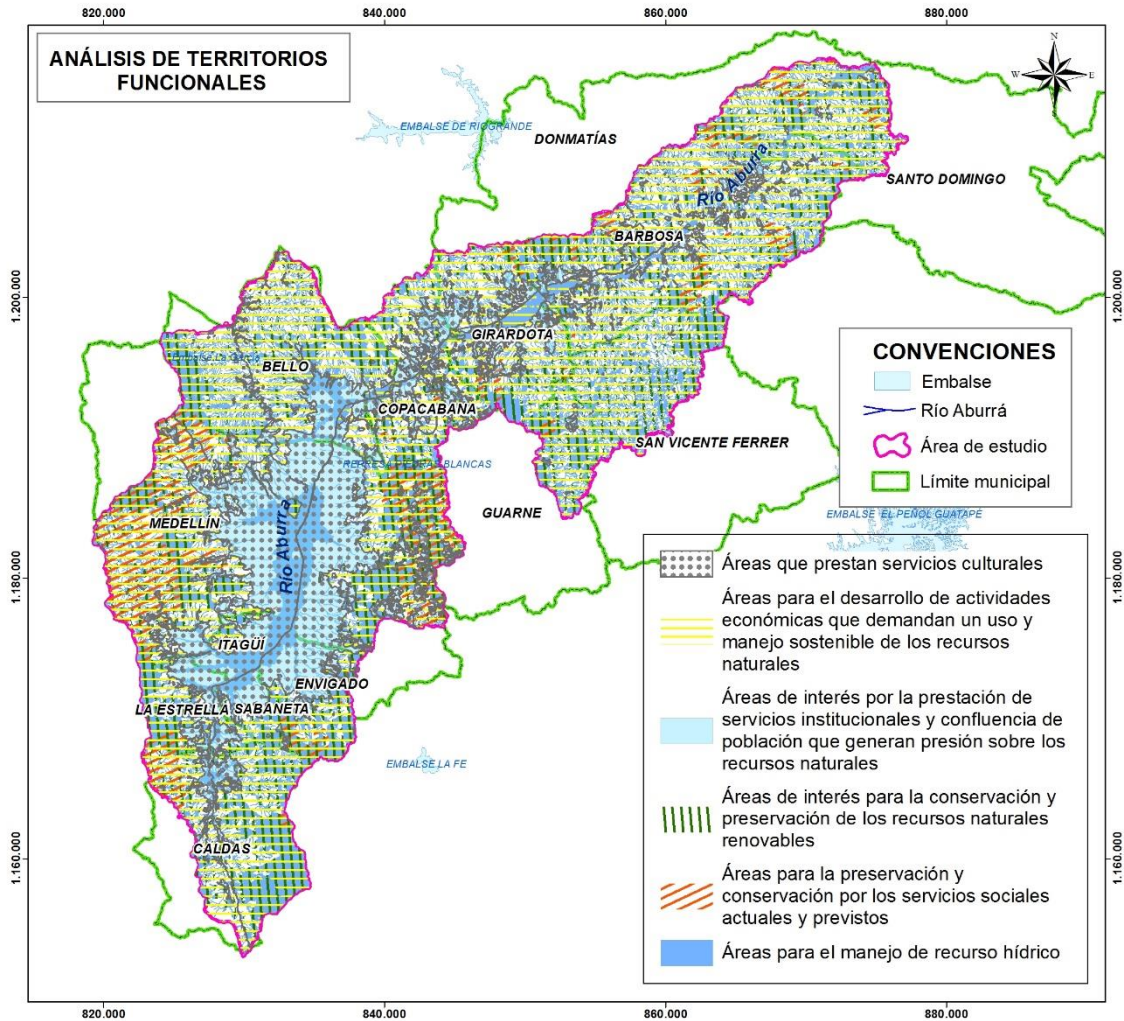 820.000
840.000
860.000
880.000
ANÁLISIS DE TERRITORIOS
FUNCIONALES
N
W
E
S
EMBALSE DE RIOGRANDE
DONMATÍAS
SANTO DOMINGO
Río Aburrá
BARBOSA
1.200.000
1.200.000
GIRARDOTA
BELLO
COPACABANA
SAN VICENTE FERRER
GUARNE
EMBALSE EL PEÑOL GUATAPÉ
MEDELLÍN
Río Aburrá
1.180.000
1.180.000
ITAGÜÍ
ENVIGADO
LA ESTRELLA
SABANETA
EMBALSE LA FE
CALDAS
1.160.000
1.160.000
CONVENCIONES
Embalse
Río Aburrá
Área de estudio
Límite municipal
Áreas que prestan servicios culturales
Áreas para el desarrollo de actividades
económicas que demandan un uso y
manejo sostenible de los recursos
naturales
Áreas de interés por la prestación de
servicios institucionales y confluencia de
población que generan presión sobre los
recursos naturales
Áreas de interés para la conservación y
preservación de los recursos naturales
renovables
Áreas para la preservación y
conservación por los servicios sociales
actuales y previstos
Áreas para el manejo de recurso hídrico
820.000
840.000
860.000
880.000